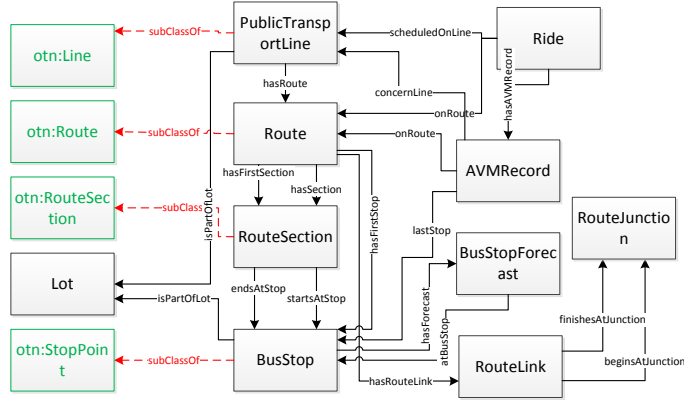 PublicTrans
portLine
Ride
scheduledOnLine
subClassOf
otn:Line
hasRoute
concernLine
hasAVMRecord
onRoute
otn:Route
subClassOf
Route
onRoute
AVMRecord
hasFirstSection
hasSection
hasFirstStop
otn:RouteSec
tion
subClass
isPartOfLot
RouteSection
lastStop
BusStopForec
ast
RouteJunctio
n
Lot
isPartOfLot
endsAtStop
startsAtStop
hasForecast
atBusStop
finishesAtJunction
otn:StopPoin
t
subClassOf
BusStop
hasRouteLink
RouteLink
beginsAtJunction